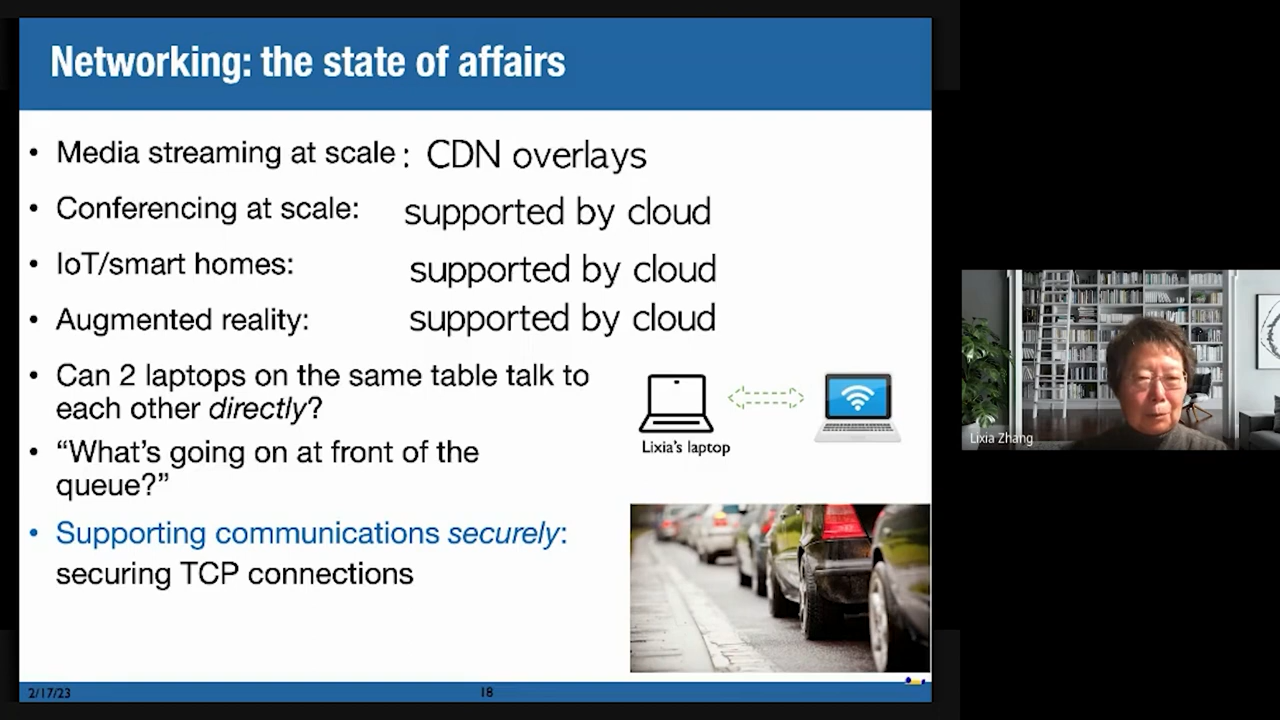 Networking: the state of affairs
• Media streaming at scale : CDN overlays
• Conferencing at scale: supported by cloud
• IoT/smart homes: supported by cloud
• Augmented reality: supported by cloud
• Can 2 laptops on the same table talk to
each other directly?
Lixia's laptop
• “What’s going on at front of the
queue?”
• Supporting communications securely:
securing TCP connections
2/17/23
18
Lixia Zhang